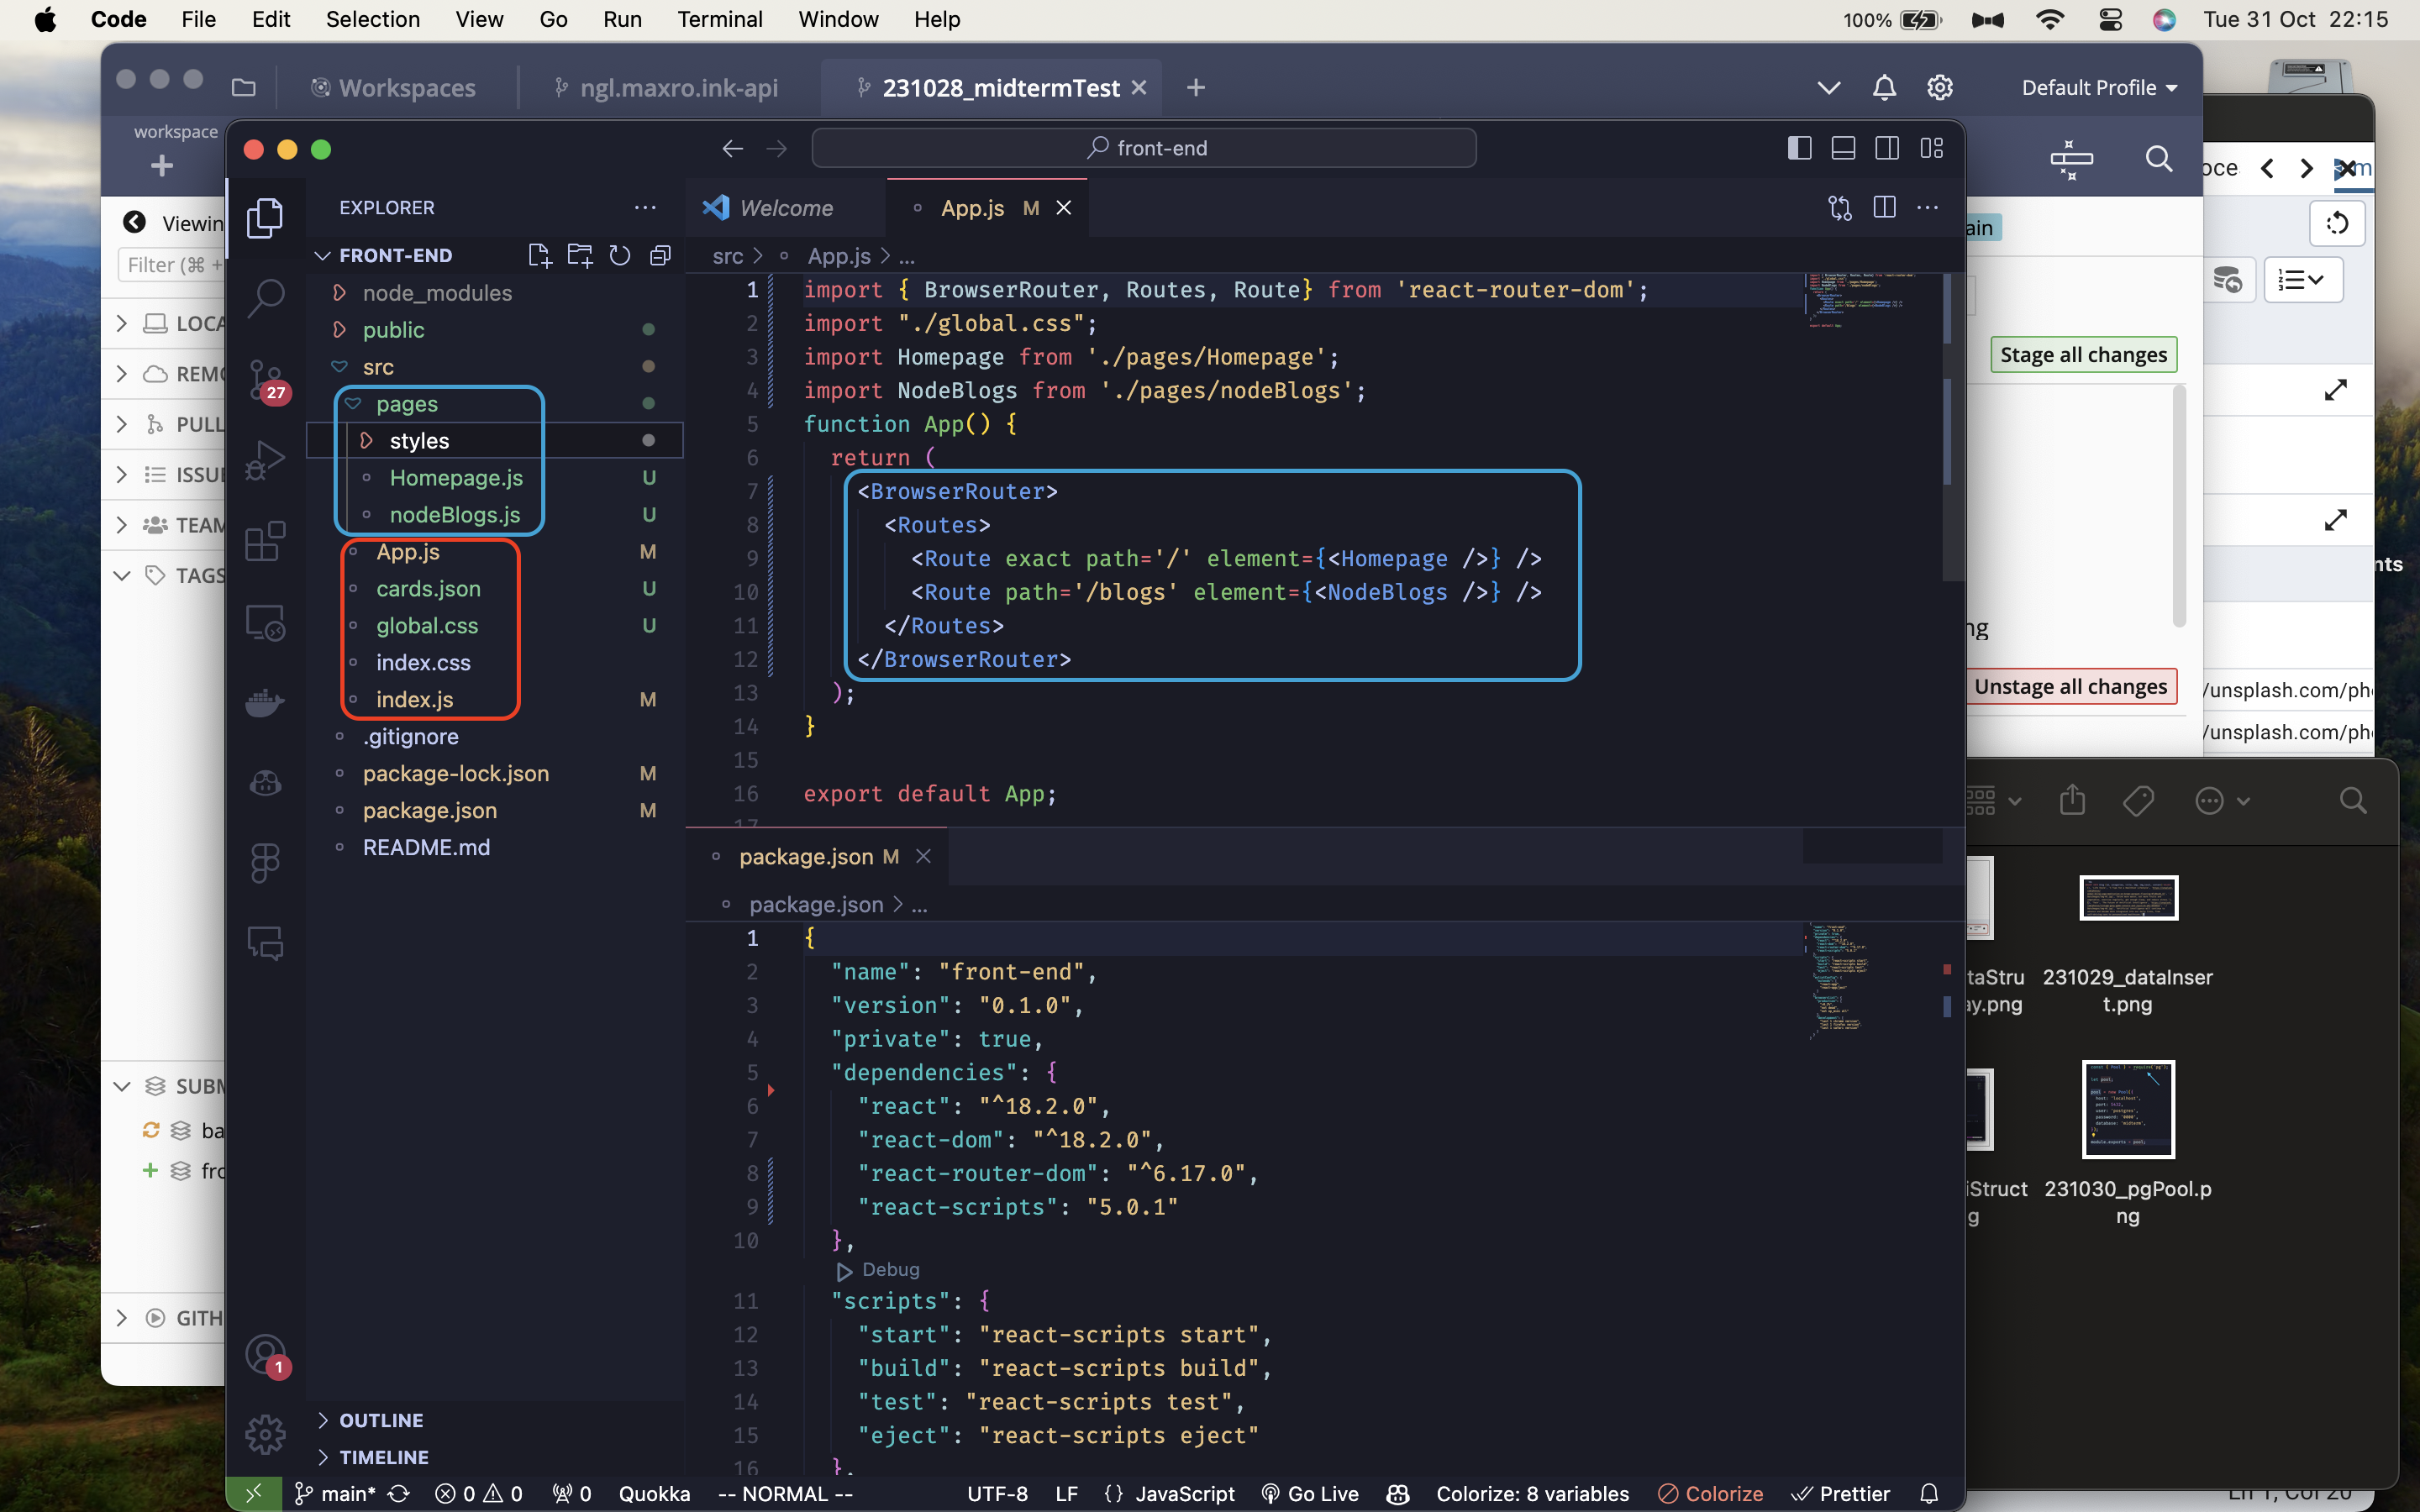 Code File Edit Selection View Go Run Terminal Window Help 100% Tue 31 Oct 22:15
Workspaces ngl.maxro.ink-api 231028_midtermTest Default Profile
workspace
Viewin
Filter (⌘ +
LOCA
REMO
PULL
ISSU
TEAM
TAGS
SUBM
ba
fro
GITH
front-end
EXPLORER
FRONT-END
node_modules
public
src
27
pages
styles
Homepage.js U
nodeBlogs.js U
App.js M
cards.json U
global.css U
index.css
index.js M
.gitignore
package-lock.json M
package.json M
README.md
1
OUTLINE
TIMELINE
Welcome App.js M
src > App.js > ...
1 import { BrowserRouter, Routes, Route} from 'react-router-dom';
2 import "./global.css";
3 import Homepage from './pages/Homepage';
4 import NodeBlogs from './pages/nodeBlogs';
5 function App() {
6 return (
7 <BrowserRouter>
8 <Routes>
9 <Route exact path='/' element={<Homepage />} />
10 <Route path='/blogs' element={<NodeBlogs />} />
11 </Routes>
12 </BrowserRouter>
13 );
14 }
15
16 export default App;
17
package.json M
package.json > ...
1 {
2 "name": "front-end",
3 "version": "0.1.0",
4 "private": true,
5 "dependencies": {
6 "react": "^18.2.0",
7 "react-dom": "^18.2.0",
8 "react-router-dom": "^6.17.0",
9 "react-scripts": "5.0.1"
10 },
Debug
11 "scripts": {
12 "start": "react-scripts start",
13 "build": "react-scripts build",
14 "test": "react-scripts test",
15 "eject": "react-scripts eject"
16 },
main* 0 0 0 Quokka -- NORMAL -- UTF-8 LF {} JavaScript Go Live Colorize: 8 variables Colorize Prettier
oce
ain
Stage all changes
nts
ng
Unstage all changes
/unsplash.com/pho
/unsplash.com/pho
taStru
ay.png
231029_dataInser
t.png
iStruct
g
231030_pgPool.p
ng
Ln 1, Col 20